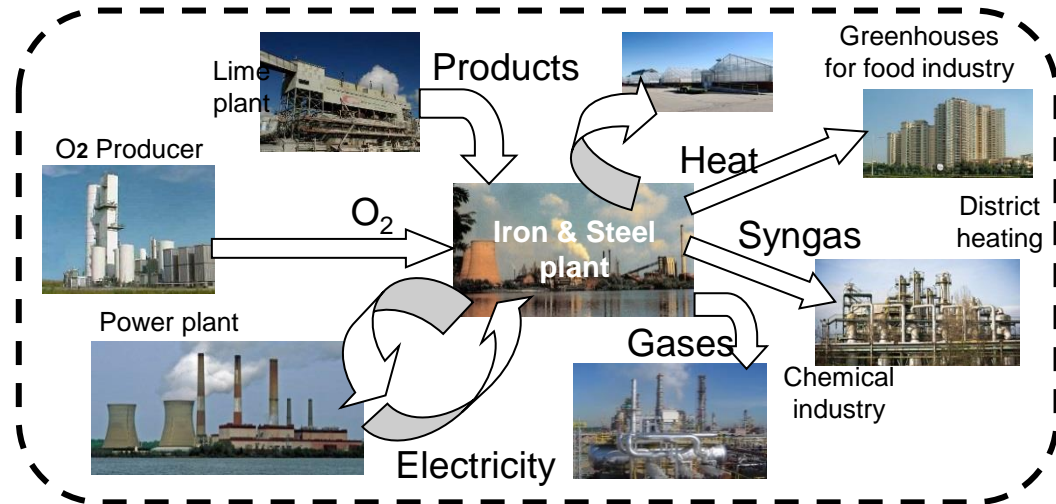 Lime
plant
Products
Greenhouses
for food industry
O2 Producer
Heat
O2
Iron & Steel
plant
Syngas
District
heating
Power plant
Gases
Chemical
industry
Electricity